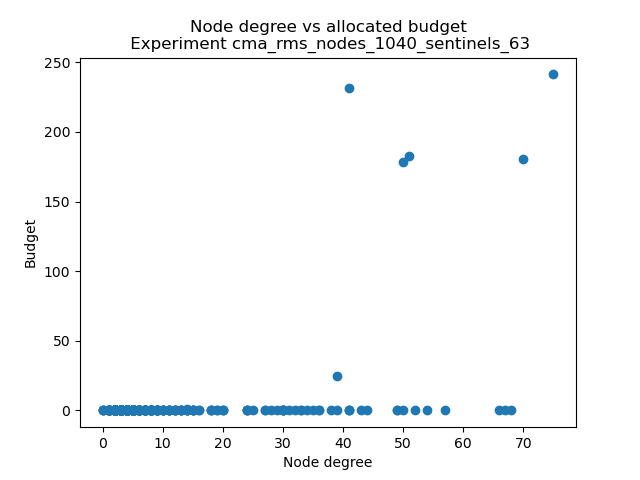 Node degree vs allocated budget
Experiment cma_rms_nodes_1040_sentinels_63
250
200
150
100
50
0
Budget
0 10 20 30 40 50 60 70
Node degree